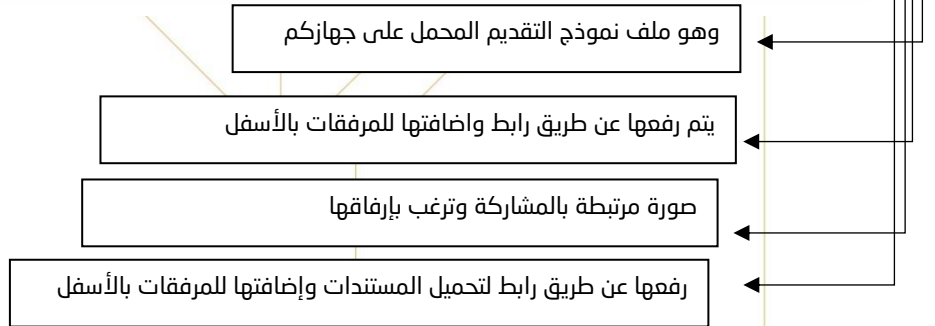 وهو ملف نموذج التقديم المحمل على جهازكم
يتم رفعها عن طريق رابط واضافتها للمرفقات بالأسفل
صورة مرتبطة بالمشاركة وترغب بإرفاقها
رفعها عن طريق رابط لتحميل المستندات وإضافتها للمرفقات بالأسفل